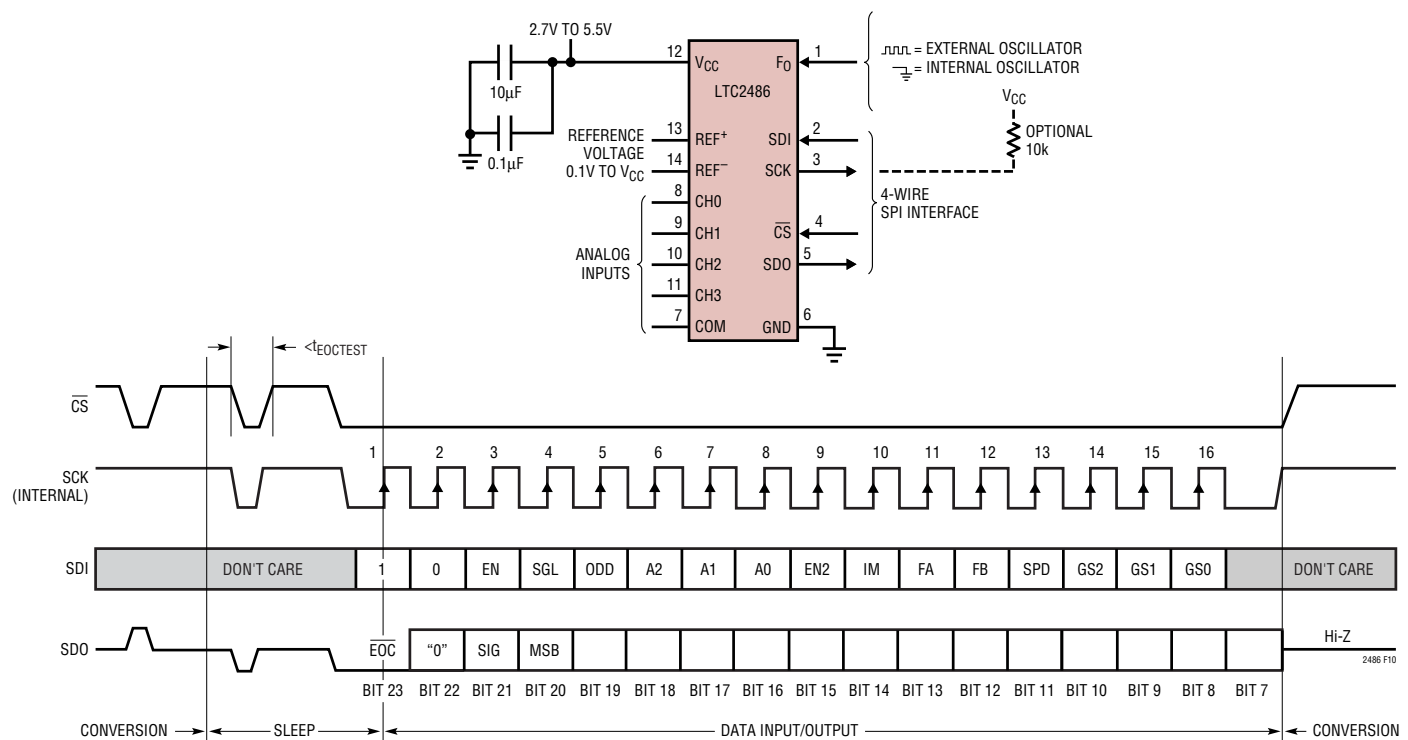 2.7V TO 5.5V
10µF
0.1µF
12
VCC
LTC2486
FO
1
= EXTERNAL OSCILLATOR
= INTERNAL OSCILLATOR
VCC
OPTIONAL
10k
REFERENCE
VOLTAGE
0.1V TO VCC
13
REF+
14
REF–
SDI
2
SCK
3
4-WIRE
SPI INTERFACE
CS
4
SDO
5
ANALOG
INPUTS
8
CH0
9
CH1
10
CH2
11
CH3
7
COM
GND
6
<tEOCTEST
CS
SCK
(INTERNAL)
1 2 3 4 5 6 7 8 9 10 11 12 13 14 15 16
SDI DON'T CARE 1 0 EN SGL ODD A2 A1 A0 EN2 IM FA FB SPD GS2 GS1 GS0 DON'T CARE
SDO EOC "0" SIG MSB Hi-Z
2486 F10
BIT 23 BIT 22 BIT 21 BIT 20 BIT 19 BIT 18 BIT 17 BIT 16 BIT 15 BIT 14 BIT 13 BIT 12 BIT 11 BIT 10 BIT 9 BIT 8 BIT 7
CONVERSION SLEEP DATA INPUT/OUTPUT CONVERSION